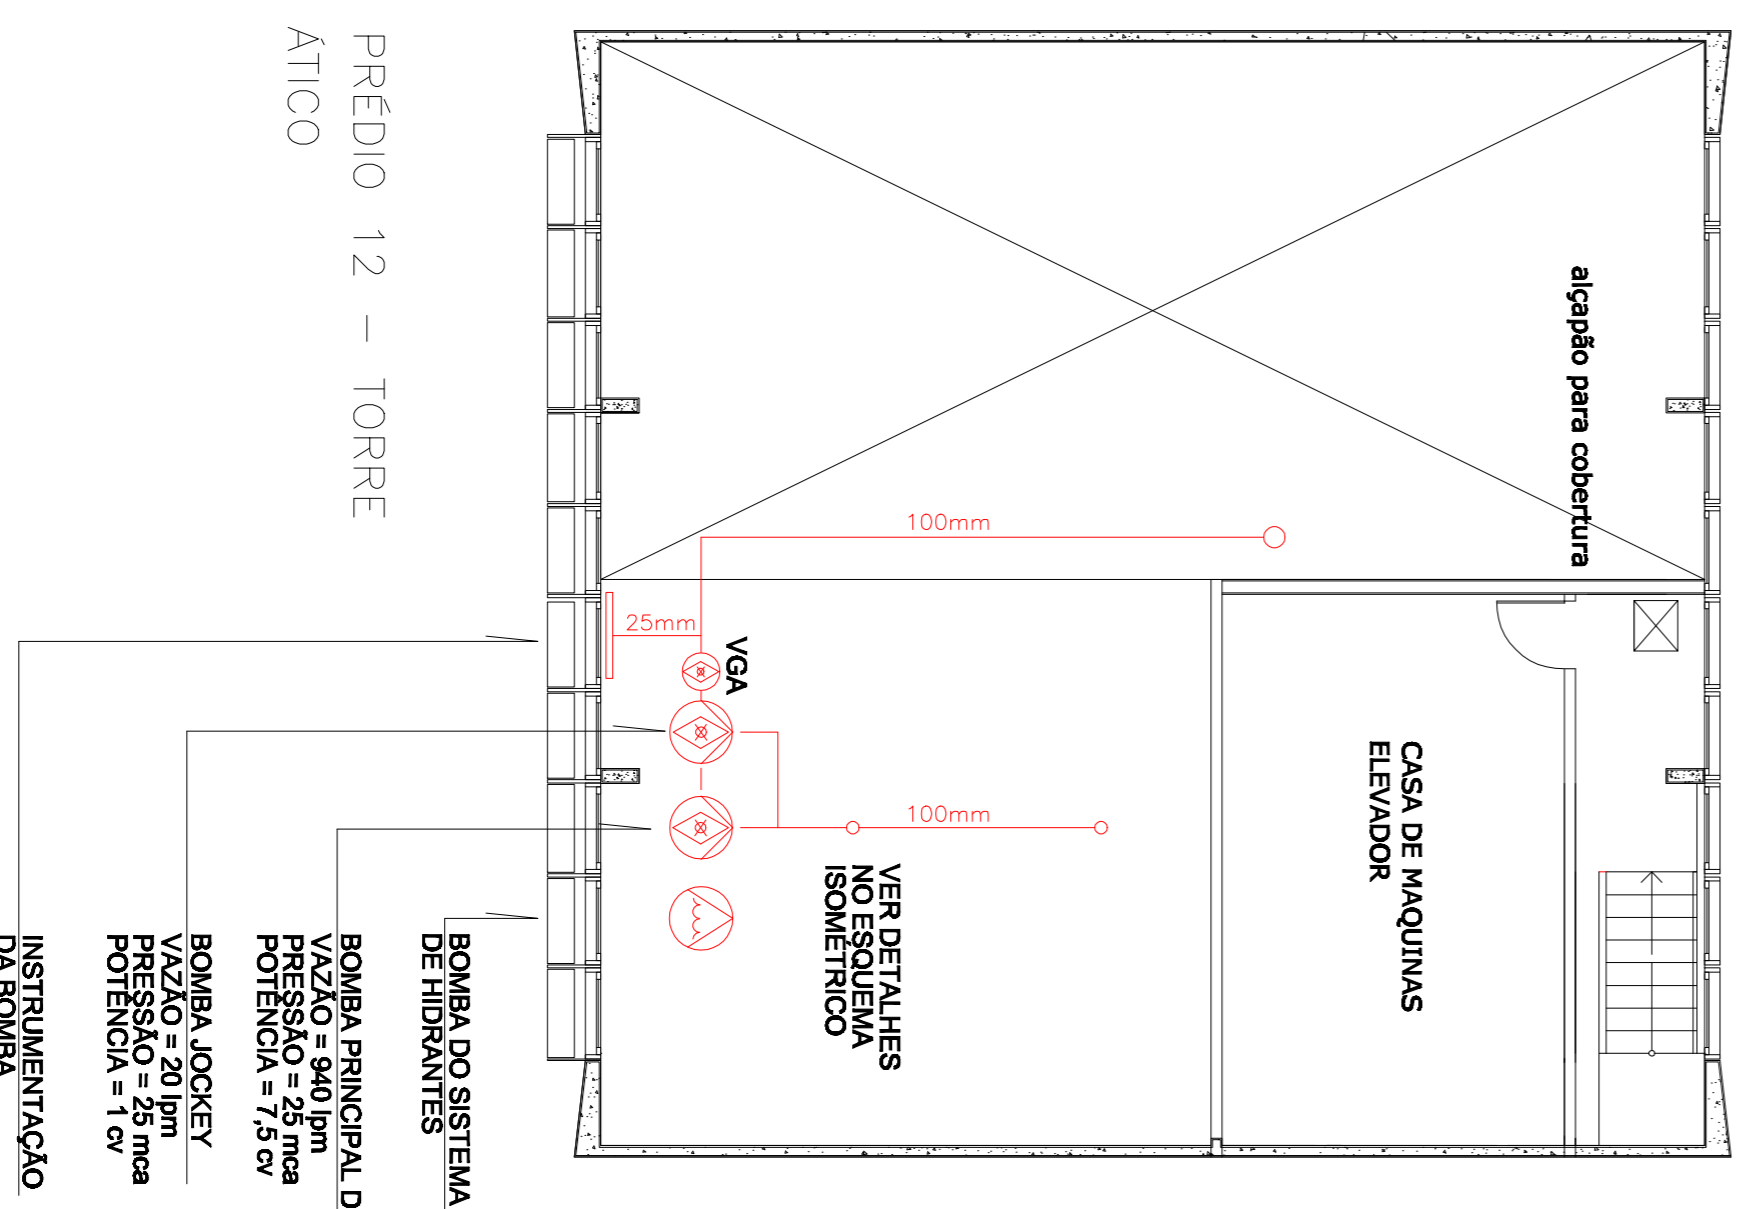 PRÉDIO 12 – TORRE
ÁTICO
alçapão para cobertura
100mm
25mm
VGA
100mm
CASA DE MAQUINAS
ELEVADOR
VER DETALHES
NO ESQUEMA
ISOMÉTRICO
BOMBA DO SISTEMA
DE HIDRANTES
BOMBA PRINCIPAL D
VAZÃO = 940 lpm
PRESSÃO = 25 mca
POTÊNCIA = 7,5 cv
BOMBA JOCKEY
VAZÃO = 20 lpm
PRESSÃO = 25 mca
POTÊNCIA = 1 cv
INSTRUMENTAÇÃO
DA BOMBA